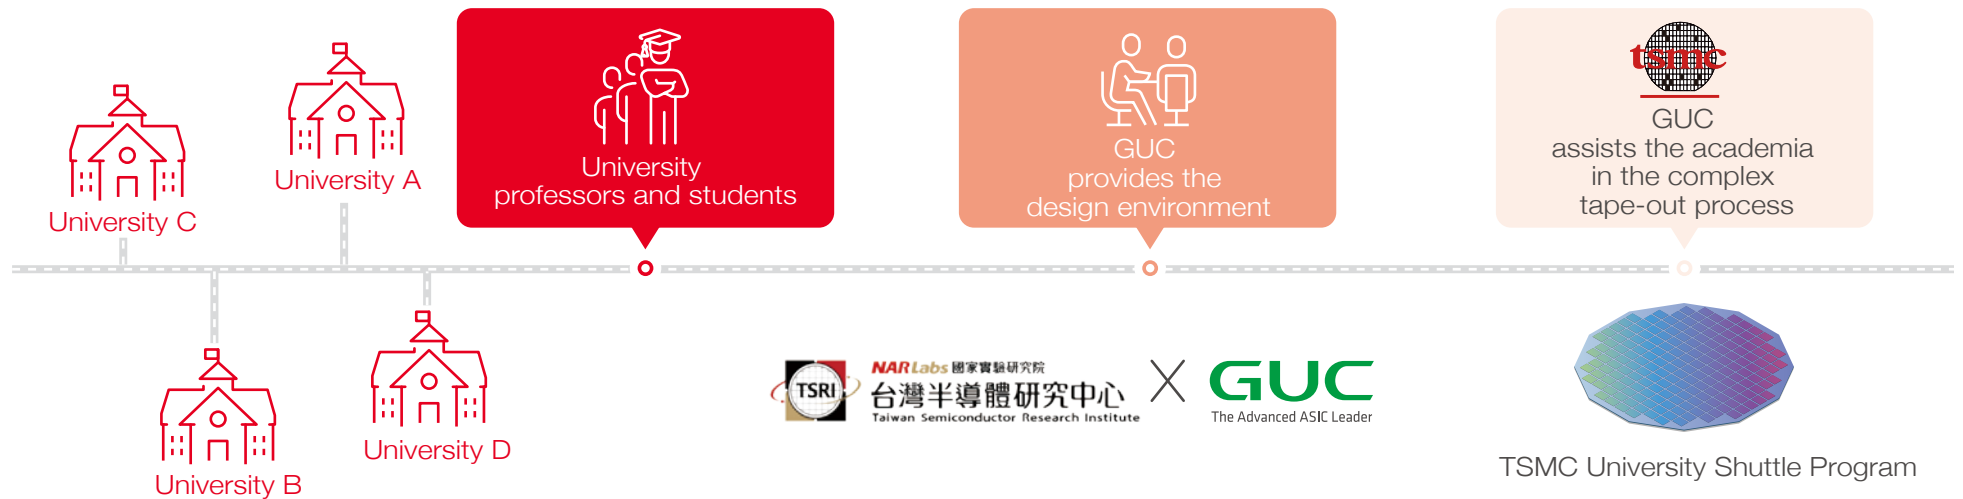 University C
University A
University B
University D
University
professors and students
GUC
provides the
design environment
tsmc
GUC
assists the academia
in the complex
tape-out process
TSRI
NARLabs 國家實驗研究院
台灣半導體研究中心
Taiwan Semiconductor Research Institute
X
GUC
The Advanced ASIC Leader
TSMC University Shuttle Program